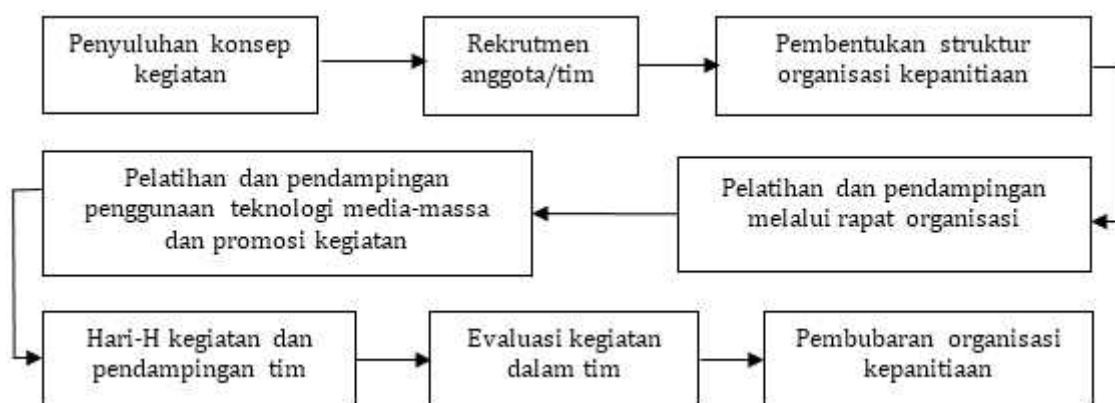 Penyuluhan konsep
kegiatan
Rekrutmen
anggota/tim
Pembentukan struktur
organisasi kepanitiaan
Pelatihan dan pendampingan
melalui rapat organisasi
Pelatihan dan pendampingan
penggunaan teknologi media-massa
dan promosi kegiatan
Hari-H kegiatan dan
pendampingan tim
Evaluasi kegiatan
dalam tim
Pembubaran organisasi
kepanitiaan